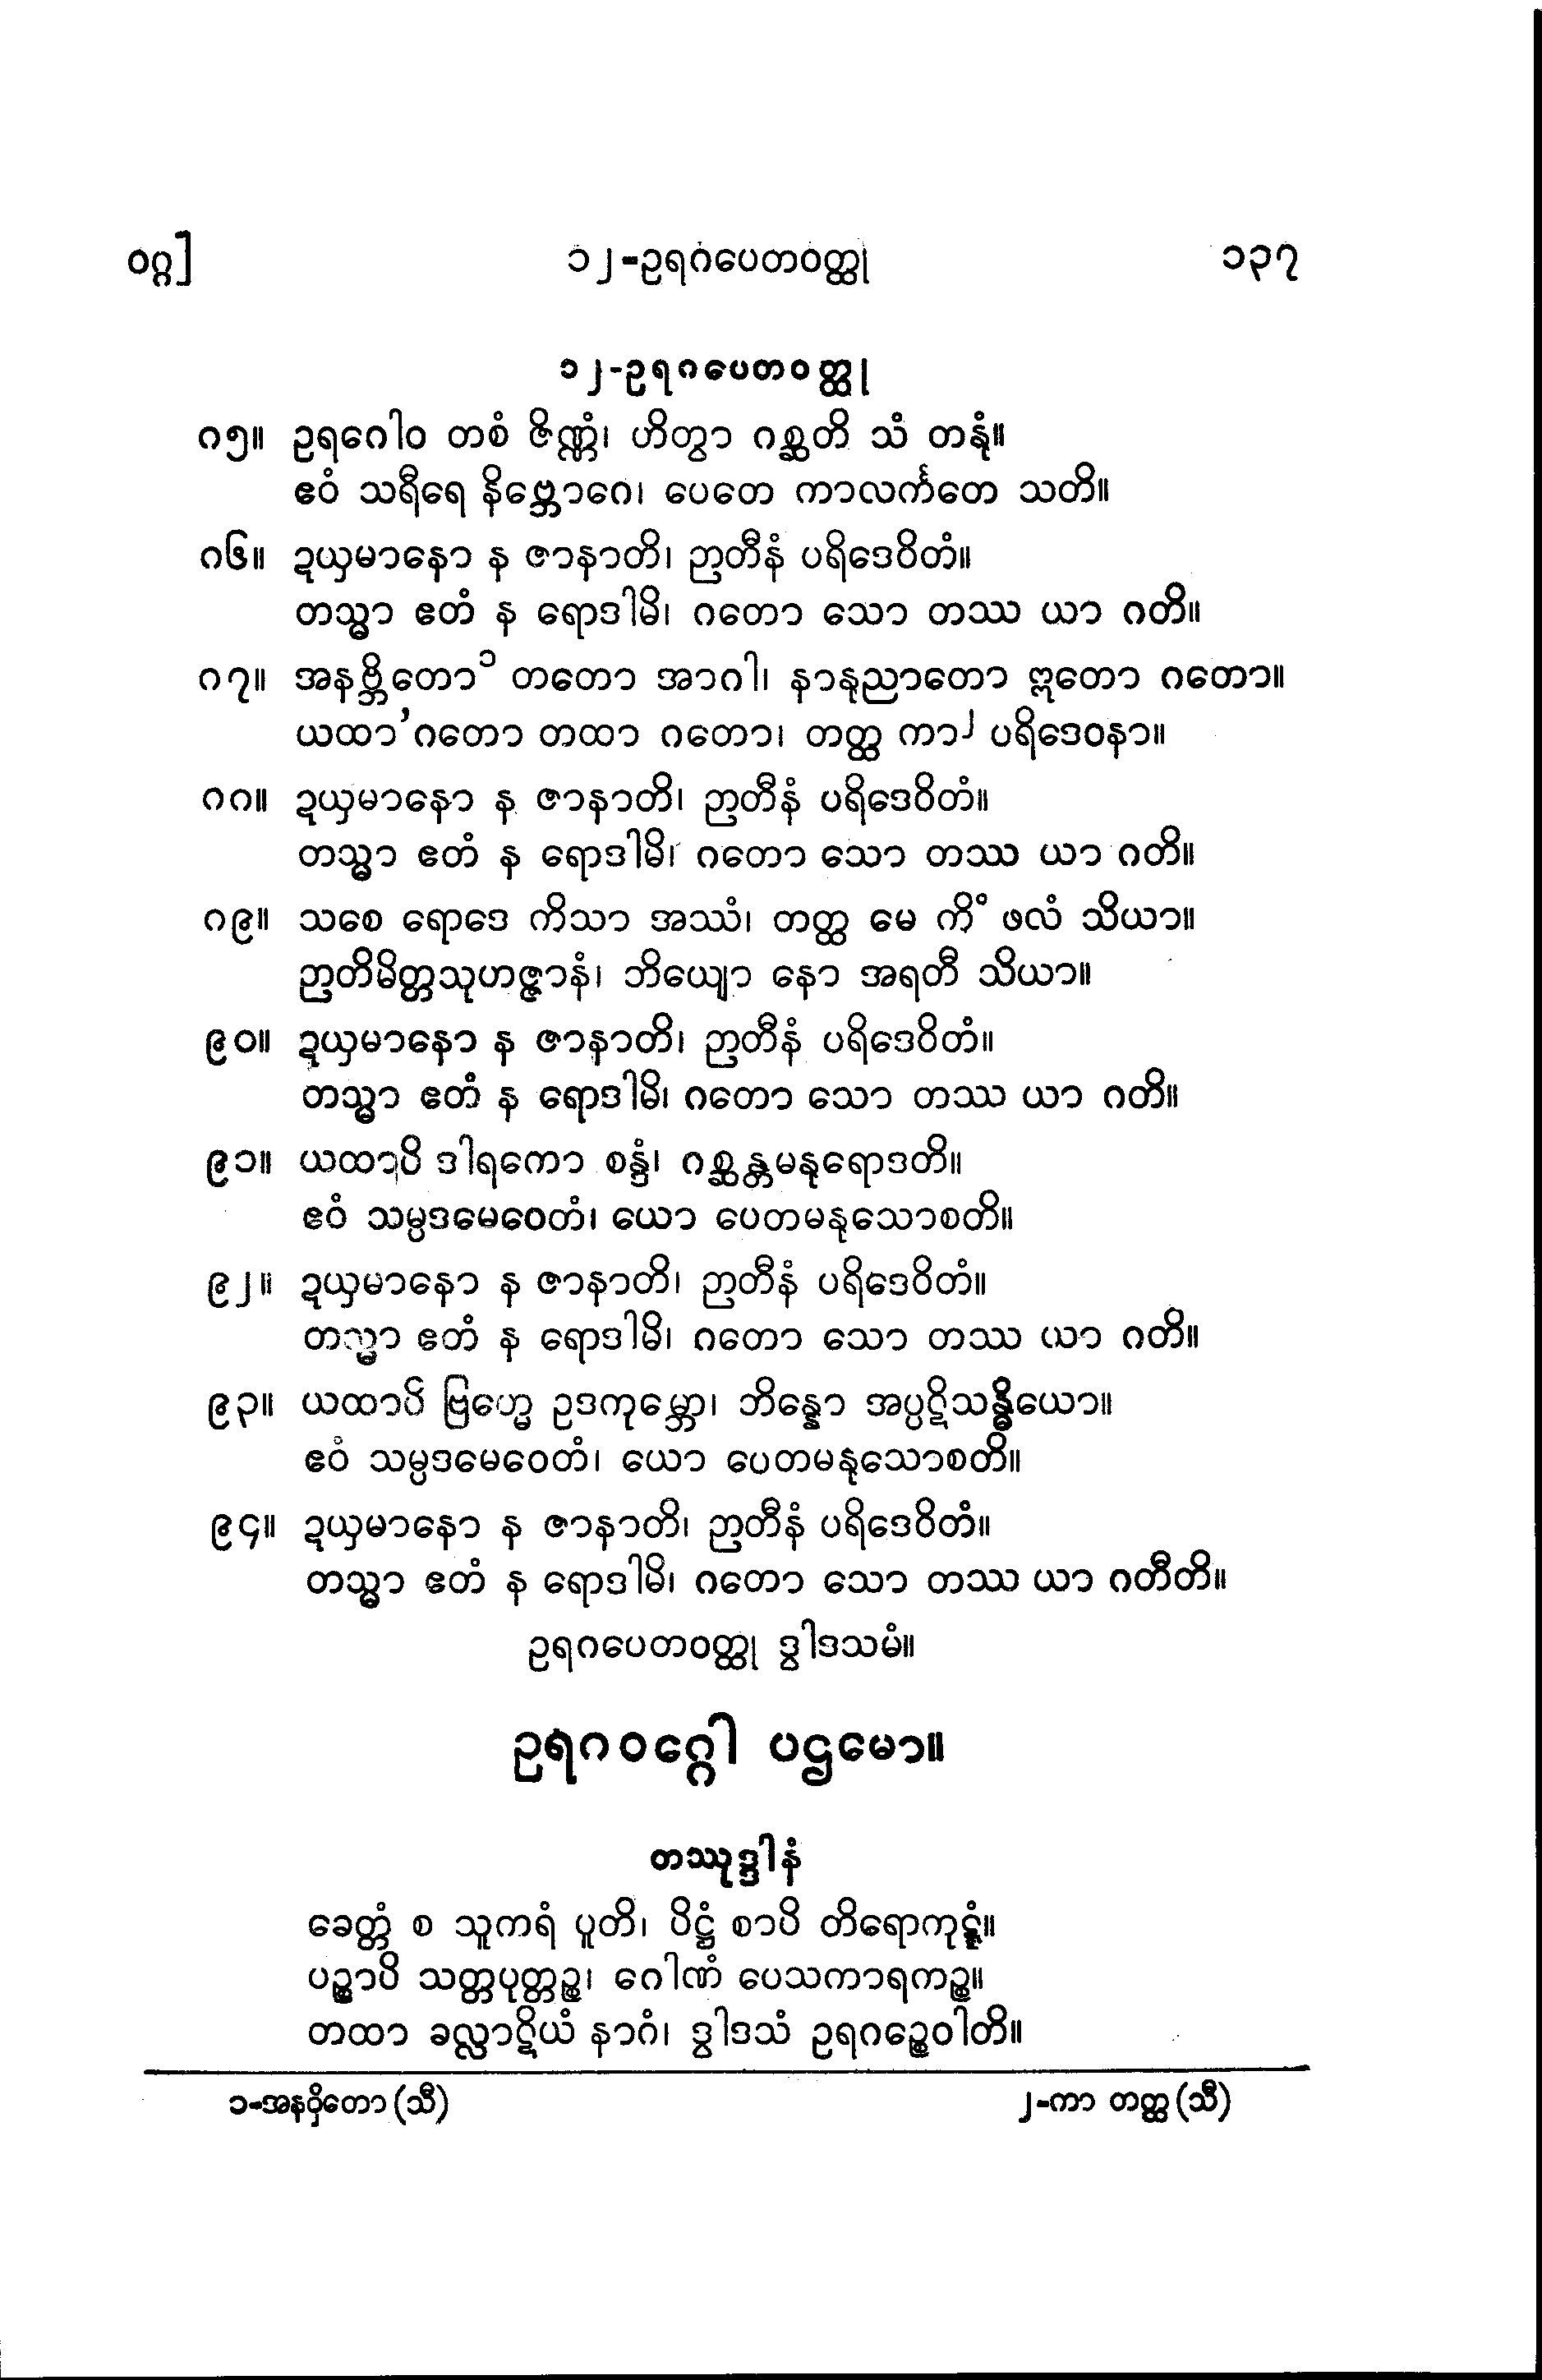 ဝဂ္ဂ] ၁၂-ဥရဂပေတဝတ္ထု ၁၃၇
၁၂-ဥရဂပေတဝတ္ထု
၈၅။ ဥရဂေါဝ တစံ ဇိဏ္ဏံ၊ ဟိတွာ ဂစ္ဆတိ သံ တနုံ။
ဧဝံ သရီရေ နိဗ္ဘောဂေ၊ ပေတေ ကာလင်္ကတေ သတိ။
၈၆။ ဍယှမာနော န ဇာနာတိ၊ ဉာတီနံ ပရိဒေဝိတံ။
တသ္မာ ဧတံ န ရောဒါမိ၊ ဂတော သော တဿ ယာ ဂတိ။
၈၇။ အနဗ္ဘိတော၁ တတော အာဂါ၊ နာနုညာတော ဣတော ဂတော။
ယထာ’ဂတော တထာ ဂတော၊ တတ္ထ ကာ၂ ပရိဒေဝနာ။
၈၈။ ဍယှမာနော န ဇာနာတိ၊ ဉာတီနံ ပရိဒေဝိတံ။
တသ္မာ ဧတံ န ရောဒါမိ၊ ဂတော သော တဿ ယာ ဂတိ။
၈၉။ သစေ ရောဒေ ကိသာ အဿံ၊ တတ္ထ မေ ကိံ ဖလံ သိယာ။
ဉာတိမိတ္တသုဟဇ္ဇာနံ၊ ဘိယျော နော အရတီ သိယာ။
၉၀။ ဍယှမာနော န ဇာနာတိ၊ ဉာတီနံ ပရိဒေဝိတံ။
တသ္မာ ဧတံ န ရောဒါမိ၊ ဂတော သော တဿ ယာ ဂတိ။
၉၁။ ယထာပိ ဒါရကော စန္ဒံ၊ ဂစ္ဆန္တမနုရောဒတိ။
ဧဝံ သမ္ပဒမေဝေတံ၊ ယော ပေတမနုသောစတိ။
၉၂။ ဍယှမာနော န ဇာနာတိ၊ ဉာတီနံ ပရိဒေဝိတံ။
တသ္မာ ဧတံ န ရောဒါမိ၊ ဂတော သော တဿ ယာ ဂတိ။
၉၃။ ယထာပိ ဗြဟ္မေ ဥဒကုမ္ဘော၊ ဘိန္နော အပ္ပဋိသန္ဓိယော။
ဧဝံ သမ္ပဒမေဝေတံ၊ ယော ပေတမနုသောစတိ။
၉၄။ ဍယှမာနော န ဇာနာတိ၊ ဉာတီနံ ပရိဒေဝိတံ။
တသ္မာ ဧတံ န ရောဒါမိ၊ ဂတော သော တဿ ယာ ဂတီတိ။
ဥရဂပေတဝတ္ထု ဒွါဒသမံ။
ဥရဂဝဂ္ဂေါ ပဌမော။
တဿုဒ္ဒါနံ
ခေတ္တံ စ သူကရံ ပူတိ၊ ပိဋ္ဌံ စာပိ တိရောကုဋ္ဋံ။
ပဉ္စာပိ သတ္တပုတ္တဉ္စ၊ ဂေါဏံ ပေသကာရကဉ္စ။
တထာ ခလ္လာဋိယံ နာဂံ၊ ဒွါဒသံ ဥရဂဉ္စေဝါတိ။
၁-အနဝှိတော (သီ) ၂-ကာ တတ္ထ (သီ)